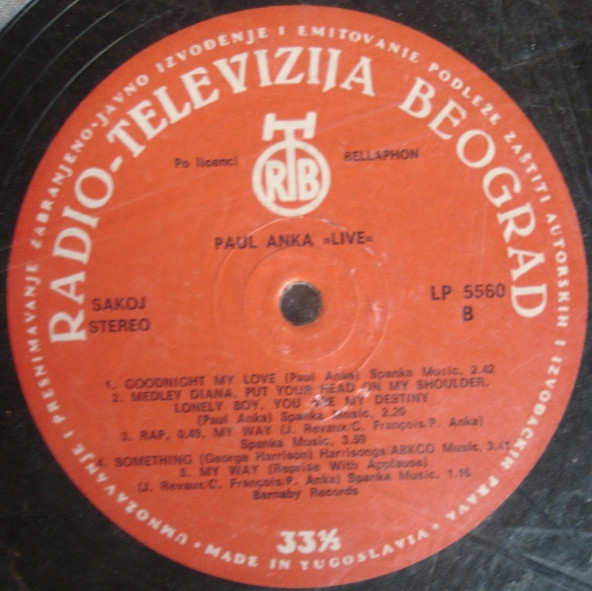 UMNOŽAVANJE I PRESNIMAVANJE ZABRANJENO-JAVNO IZVOĐENJE I EMITOVANJE PODLEŽE ZAŠTITI AUTORSKIH I IZVOĐAČKIH PRAVA
RADIO-TELEVIZIJA BEOGRAD
Po licenci BELLAPHON
RTB
PAUL ANKA »LIVE«
SAKOJ LP 5560
STEREO B
1. GOODNIGHT MY LOVE (Paul Anka) Spanka Music, 2.42
2. MEDLEY DIANA, PUT YOUR HEAD ON MY SHOULDER,
LONELY BOY, YOU ARE MY DESTINY
(Paul Anka) Spanka Music, 2.20
3. RAP, 0.49, MY WAY (J. Revaux/C. François/P. Anka)
Spanka Music, 3.59
4. SOMETHING (George Harrison) Harrisongs/ABKCO Music, 3.41
5. MY WAY (Reprise With Applause)
(J. Revaux/C. François/P. Anka) Spanka Music, 1.16
Barnaby Records
33⅓
• MADE IN YUGOSLAVIA •